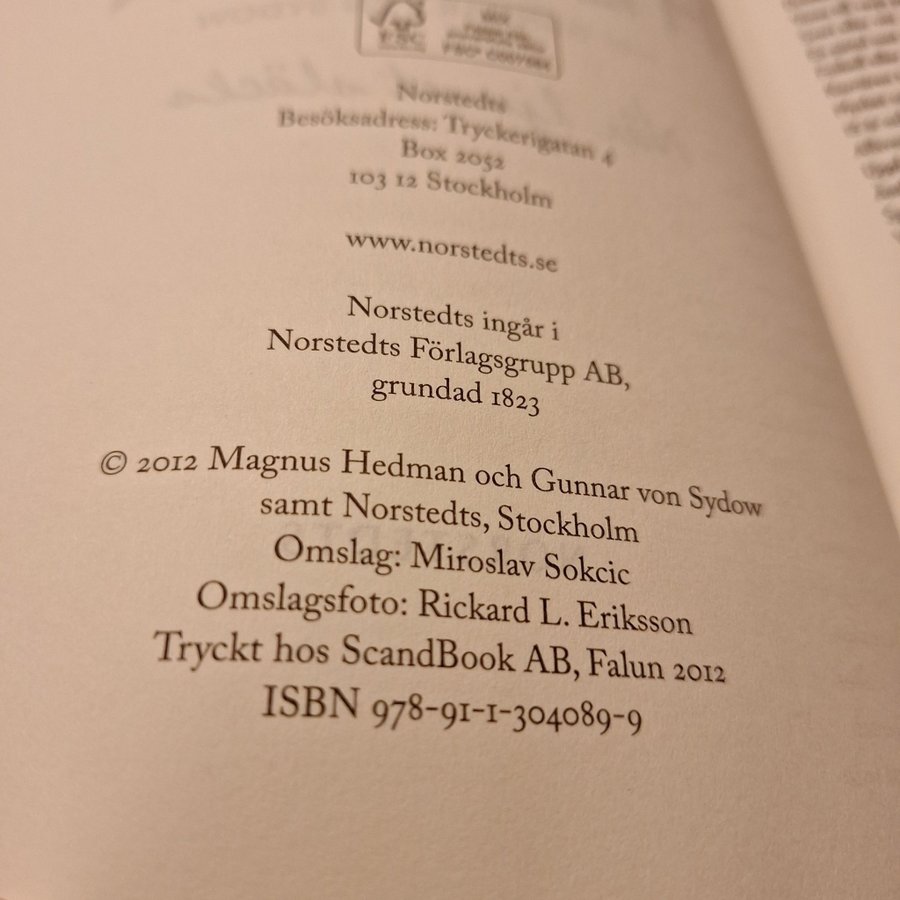 FSC
Norstedts
Besöksadress: Tryckerigatan 4
Box 2052
103 12 Stockholm
www.norstedts.se
Norstedts ingår i
Norstedts Förlagsgrupp AB,
grundad 1823
© 2012 Magnus Hedman och Gunnar von Sydow
samt Norstedts, Stockholm
Omslag: Miroslav Sokcic
Omslagsfoto: Rickard L. Eriksson
Tryckt hos ScandBook AB, Falun 2012
ISBN 978-91-1-304089-9